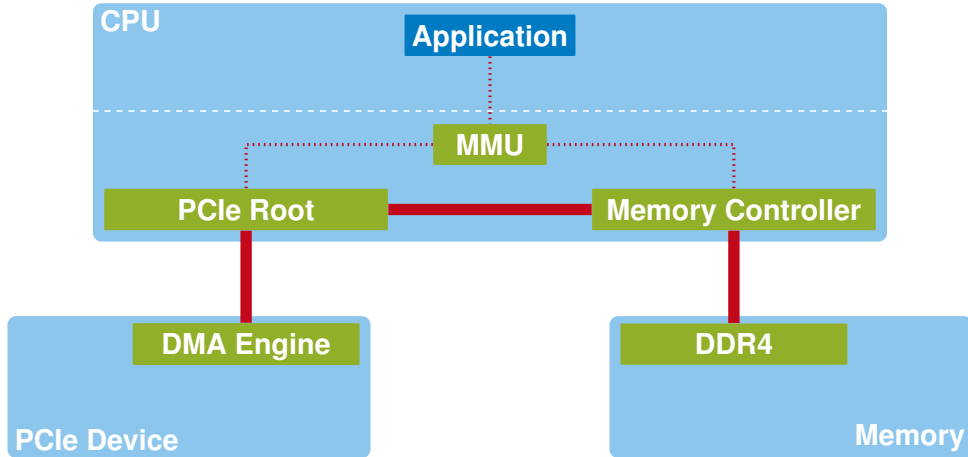 CPU
Application
MMU
PCIe Root
Memory Controller
DMA Engine
DDR4
PCIe Device
Memory